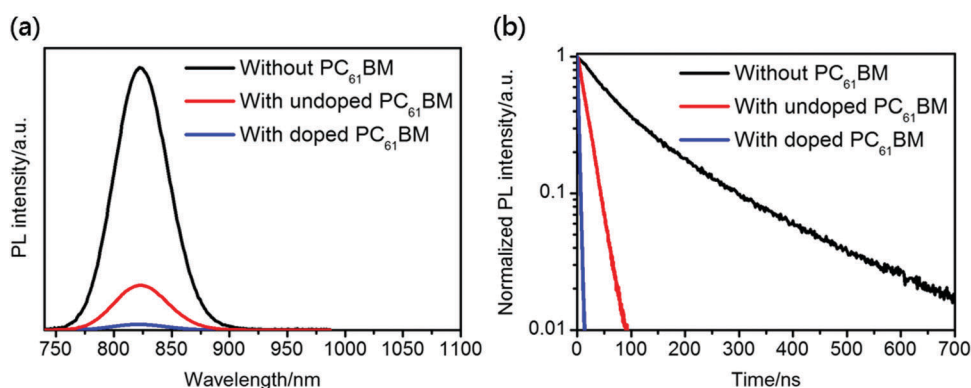 (a)
PL intensity/a.u.
Without PC61BM
With undoped PC61BM
With doped PC61BM
750 800 850 900 950 1000 1050 1100
Wavelength/nm
(b)
Normalized PL intensity/a.u.
1
0.1
0.01
Without PC61BM
With undoped PC61BM
With doped PC61BM
0 100 200 300 400 500 600 700
Time/ns